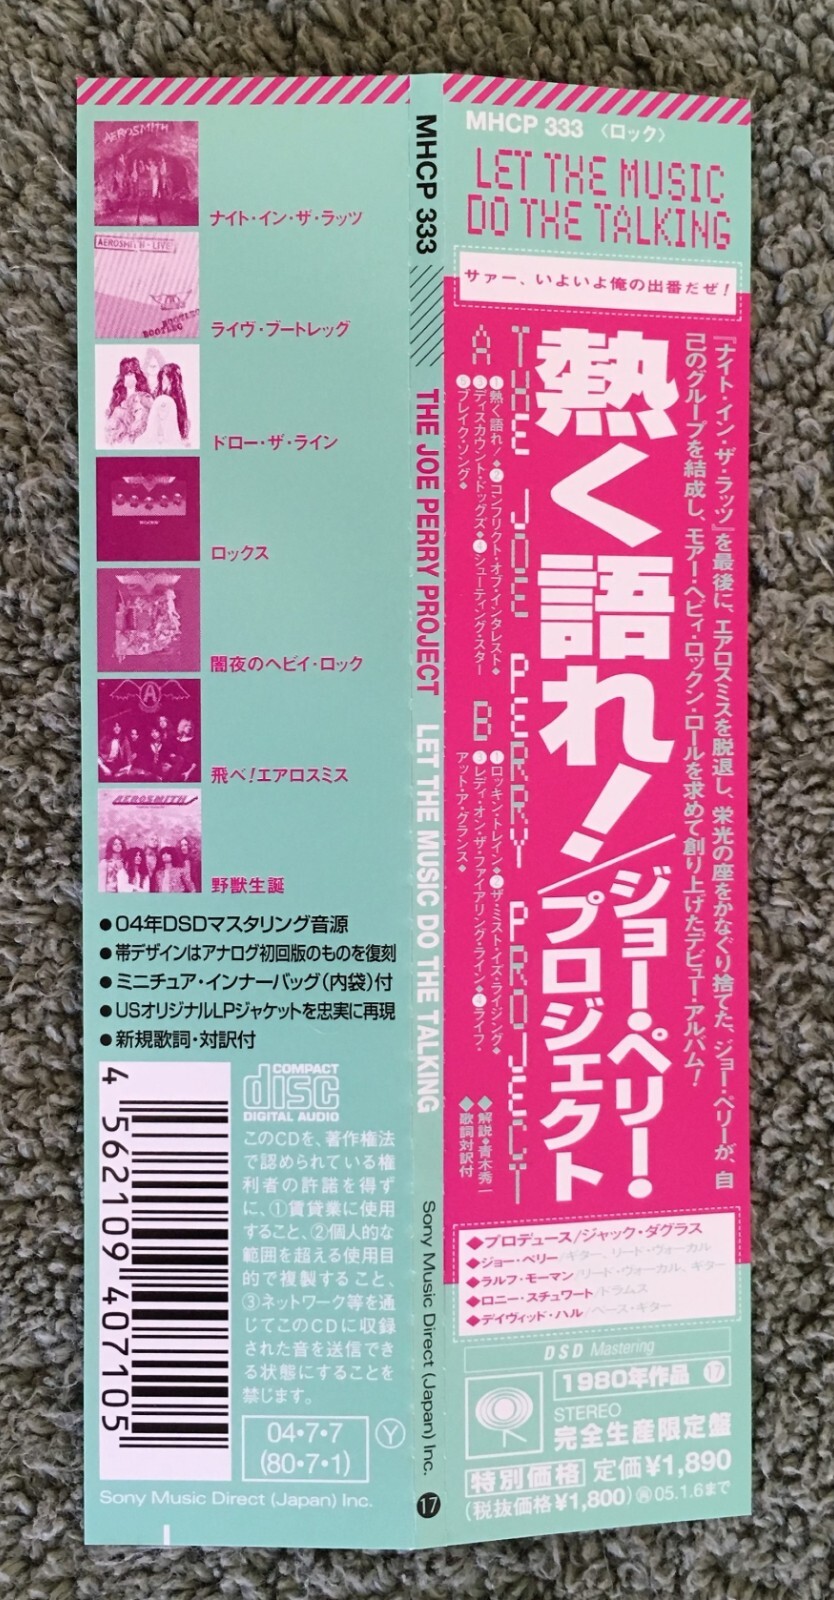 AEROSMITH
ナイト・イン・ザ・ラッツ
AEROSMITH・LIVE!
BOOTLEG
ライヴ・ブートレッグ
ドロー・ザ・ライン
ロックス
闇夜のヘビイ・ロック
飛べ!エアロスミス
AEROSMITH
野獣生誕
●04年DSDマスタリング音源
●帯デザインはアナログ初回版のものを復刻
●ミニチュア・インナーバッグ(内袋)付
●USオリジナルLPジャケットを忠実に再現
●新規歌詞・対訳付
4 562109 407105
COMPACT
disc
DIGITAL AUDIO
このCDを、著作権法
で認められている権
利者の許諾を得ず
に、①賃貸業に使用
すること、②個人的な
範囲を超える使用目
的で複製すること、
③ネットワーク等を通
じてこのCDに収録
された音を送信でき
る状態にすることを
禁じます。
04・7・7
(80・7・1)
Y
Sony Music Direct (Japan) Inc.
MHCP 333
THE JOE PERRY PROJECT LET THE MUSIC DO THE TALKING
Sony Music Direct (Japan) Inc.
17
MHCP 333 〈ロック〉
LET THE MUSIC
DO THE TALKING
サァー、いよいよ俺の出番だぜ!
『ナイト・イン・ザ・ラッツ』を最後に、エアロスミスを脱退し、栄光の座をかなぐり捨てた、ジョー・ペリーが、自
己のグループを結成し、モアー・ヘビィ・ロックン・ロールを求めて創り上げたデビュー・アルバム!
熱く語れ!/ジョー・ペリー・
プロジェクト
THE JOE PERRY PROJECT
A
①熱く語れ!◆②コンフリクト・オブ・インタレスト◆
③ディスカウント・ドッグズ◆④シューティング・スター
⑤ブレイク・ソング◆
B
①ロッキン・トレイン◆②ザ・ミスト・イズ・ライジング◆
③レディ・オン・ザ・ファイアリング・ライン◆④ライフ・
アット・ア・グランス◆
◆解説◆青木秀一
◆歌詞対訳付
◆プロデュース/ジャック・ダグラス
◆ジョー・ペリー/ギター、リード・ヴォーカル
◆ラルフ・モーマン/リード・ヴォーカル、ギター
◆ロニー・スチュワート/ドラムス
◆デイヴィッド・ハル/ベース・ギター
DSD Mastering
1980年作品 17
STEREO
完全生産限定盤
特別価格 定価¥1,890
(税抜価格¥1,800)㊫05.1.6まで